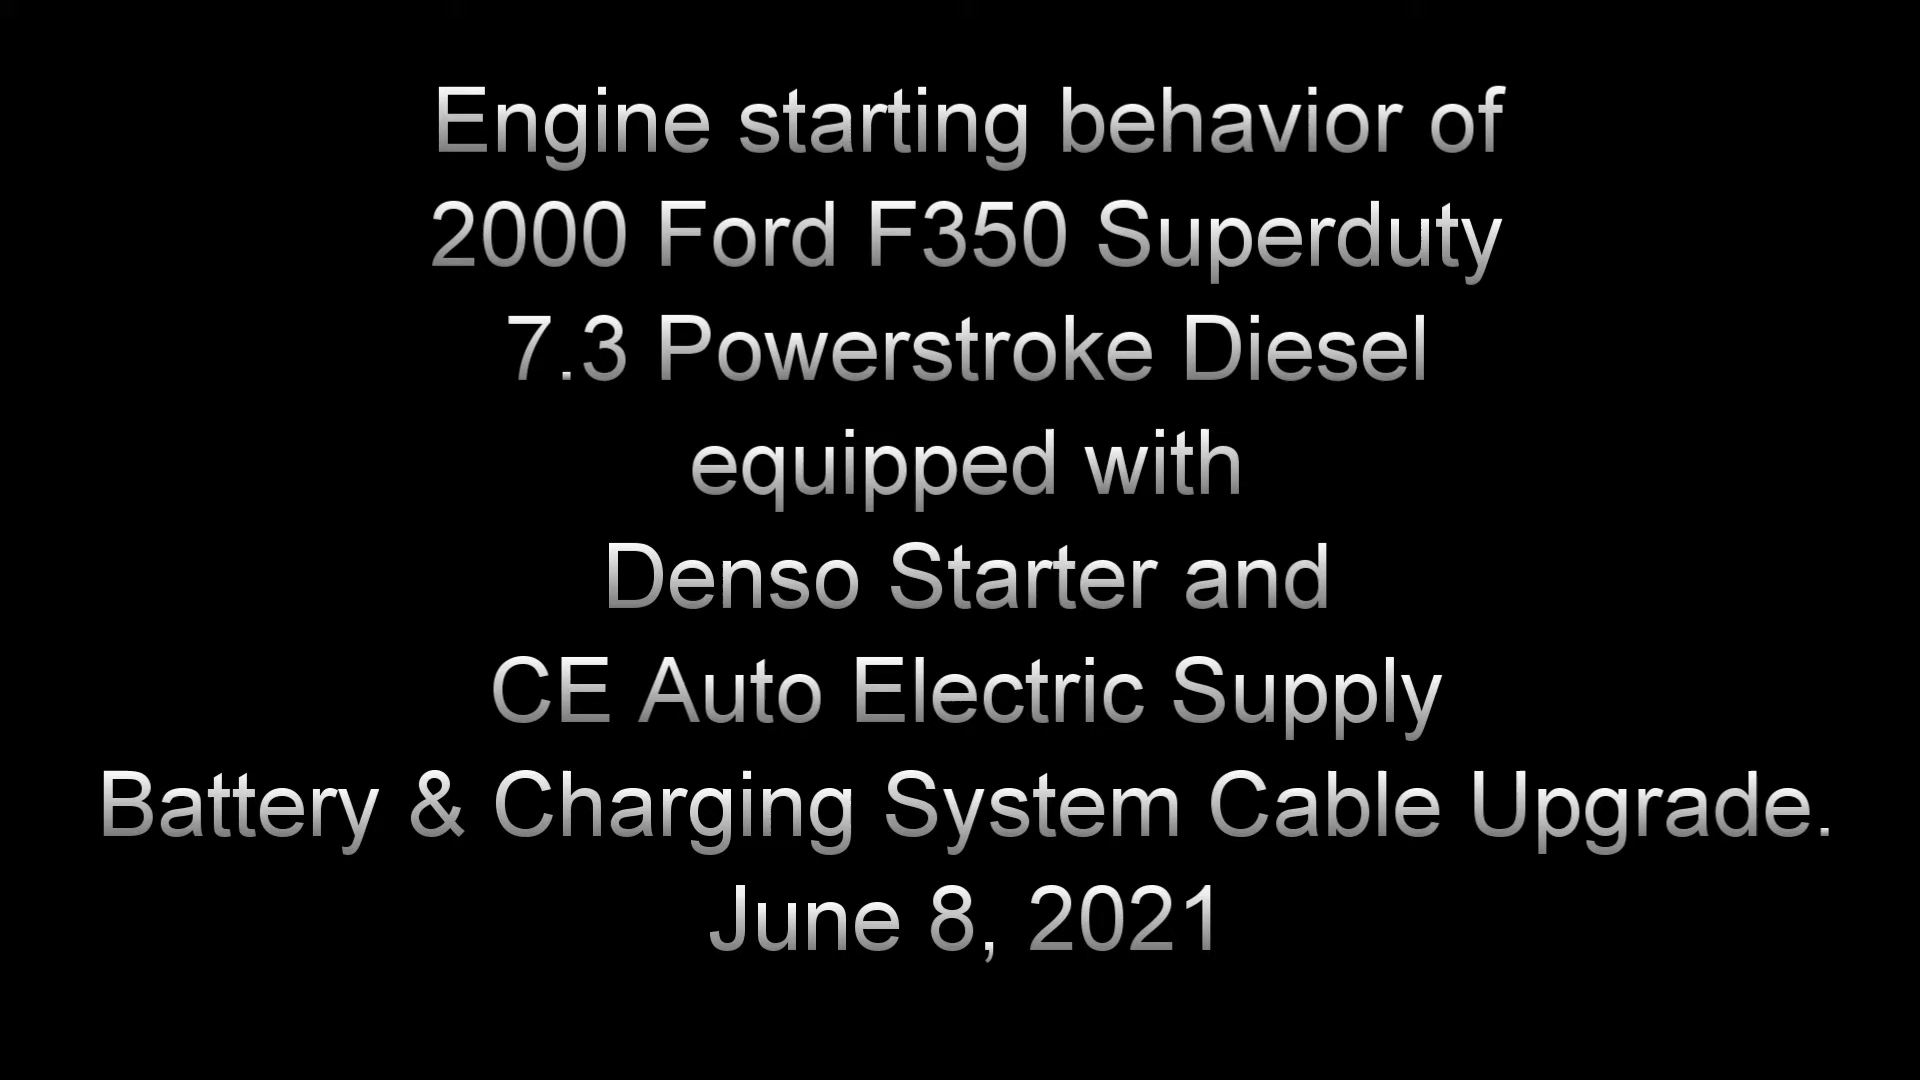 Engine starting behavior of
2000 Ford F350 Superduty
7.3 Powerstroke Diesel
equipped with
Denso Starter and
CE Auto Electric Supply
Battery & Charging System Cable Upgrade.
June 8, 2021